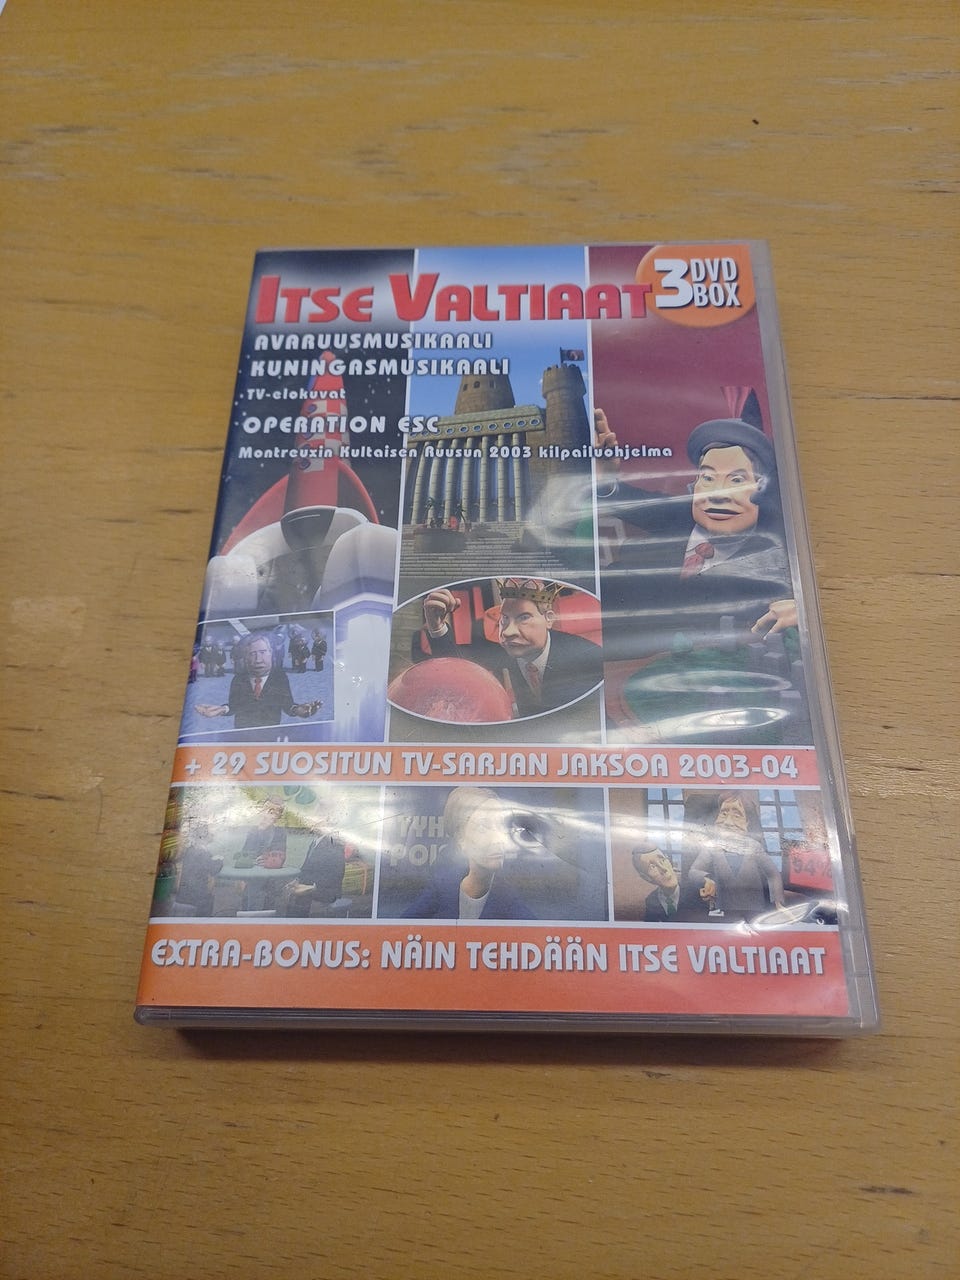 ITSE VALTIAAT
3 DVD BOX
AVARUUSMUSIKAALI
KUNINGASMUSIKAALI
TV-elokuvat
OPERATION ESC
Montreuxin Kultaisen Ruusun 2003 kilpailuohjelma
+ 29 SUOSITUN TV-SARJAN JAKSOA 2003-04
EXTRA-BONUS: NÄIN TEHDÄÄN ITSE VALTIAAT